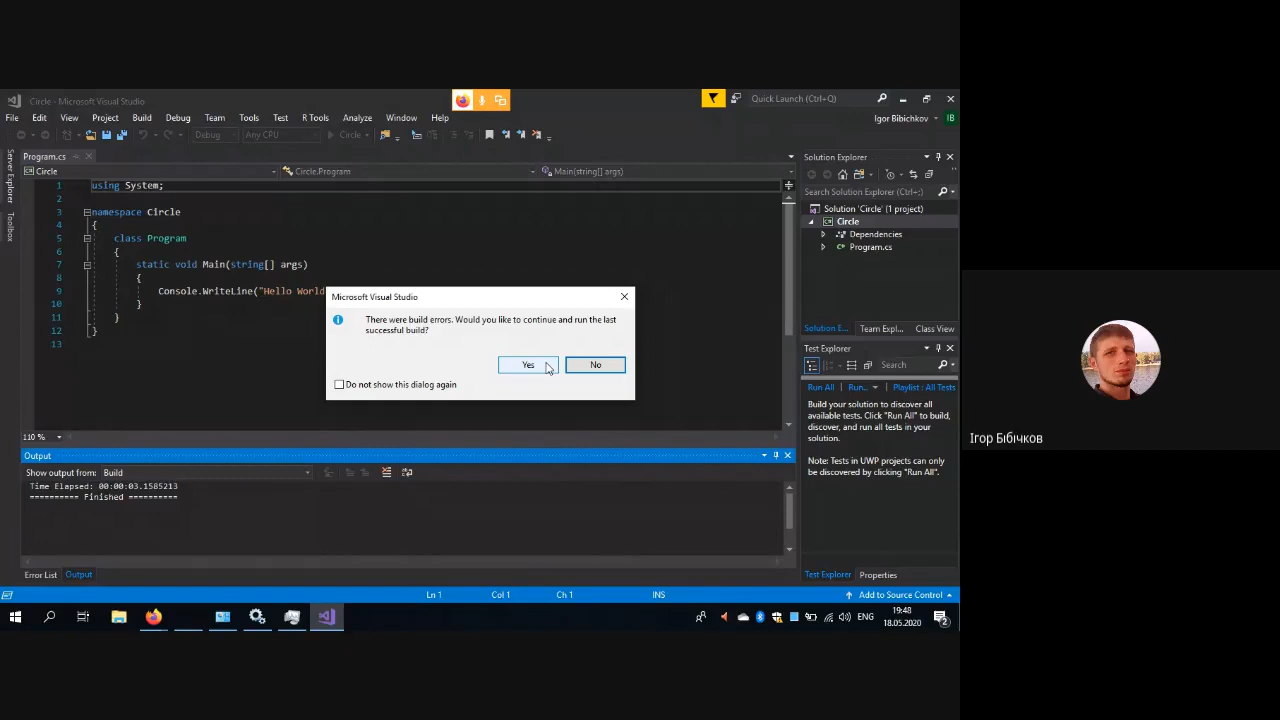 Circle - Microsoft Visual Studio
Quick Launch (Ctrl+Q)
File Edit View Project Build Debug Team Tools Test R Tools Analyze Window Help
Igor Bibichkov IB
Debug Any CPU Circle
Server Explorer
Toolbox
Program.cs
Circle Circle.Program Main(string[] args)
1 using System;
2
3 namespace Circle
4 {
5 class Program
6 {
7 static void Main(string[] args)
8 {
9 Console.WriteLine("Hello World
10 }
11 }
12 }
13
Microsoft Visual Studio
There were build errors. Would you like to continue and run the last
successful build?
Yes No
Do not show this dialog again
110 %
Output
Show output from: Build
Time Elapsed: 00:00:03.1585213
========== Finished ==========
Error List Output
Solution Explorer
Search Solution Explorer (Ctrl+;)
Solution 'Circle' (1 project)
Circle
Dependencies
Program.cs
Solution E... Team Expl... Class View
Test Explorer
Search
Run All Run... Playlist : All Tests
Build your solution to discover all
available tests. Click "Run All" to build,
discover, and run all tests in your
solution.
Note: Tests in UWP projects can only
be discovered by clicking "Run All".
Test Explorer Properties
Ln 1 Col 1 Ch 1 INS Add to Source Control
ENG
19:48
18.05.2020
2
Ігор Бібічков